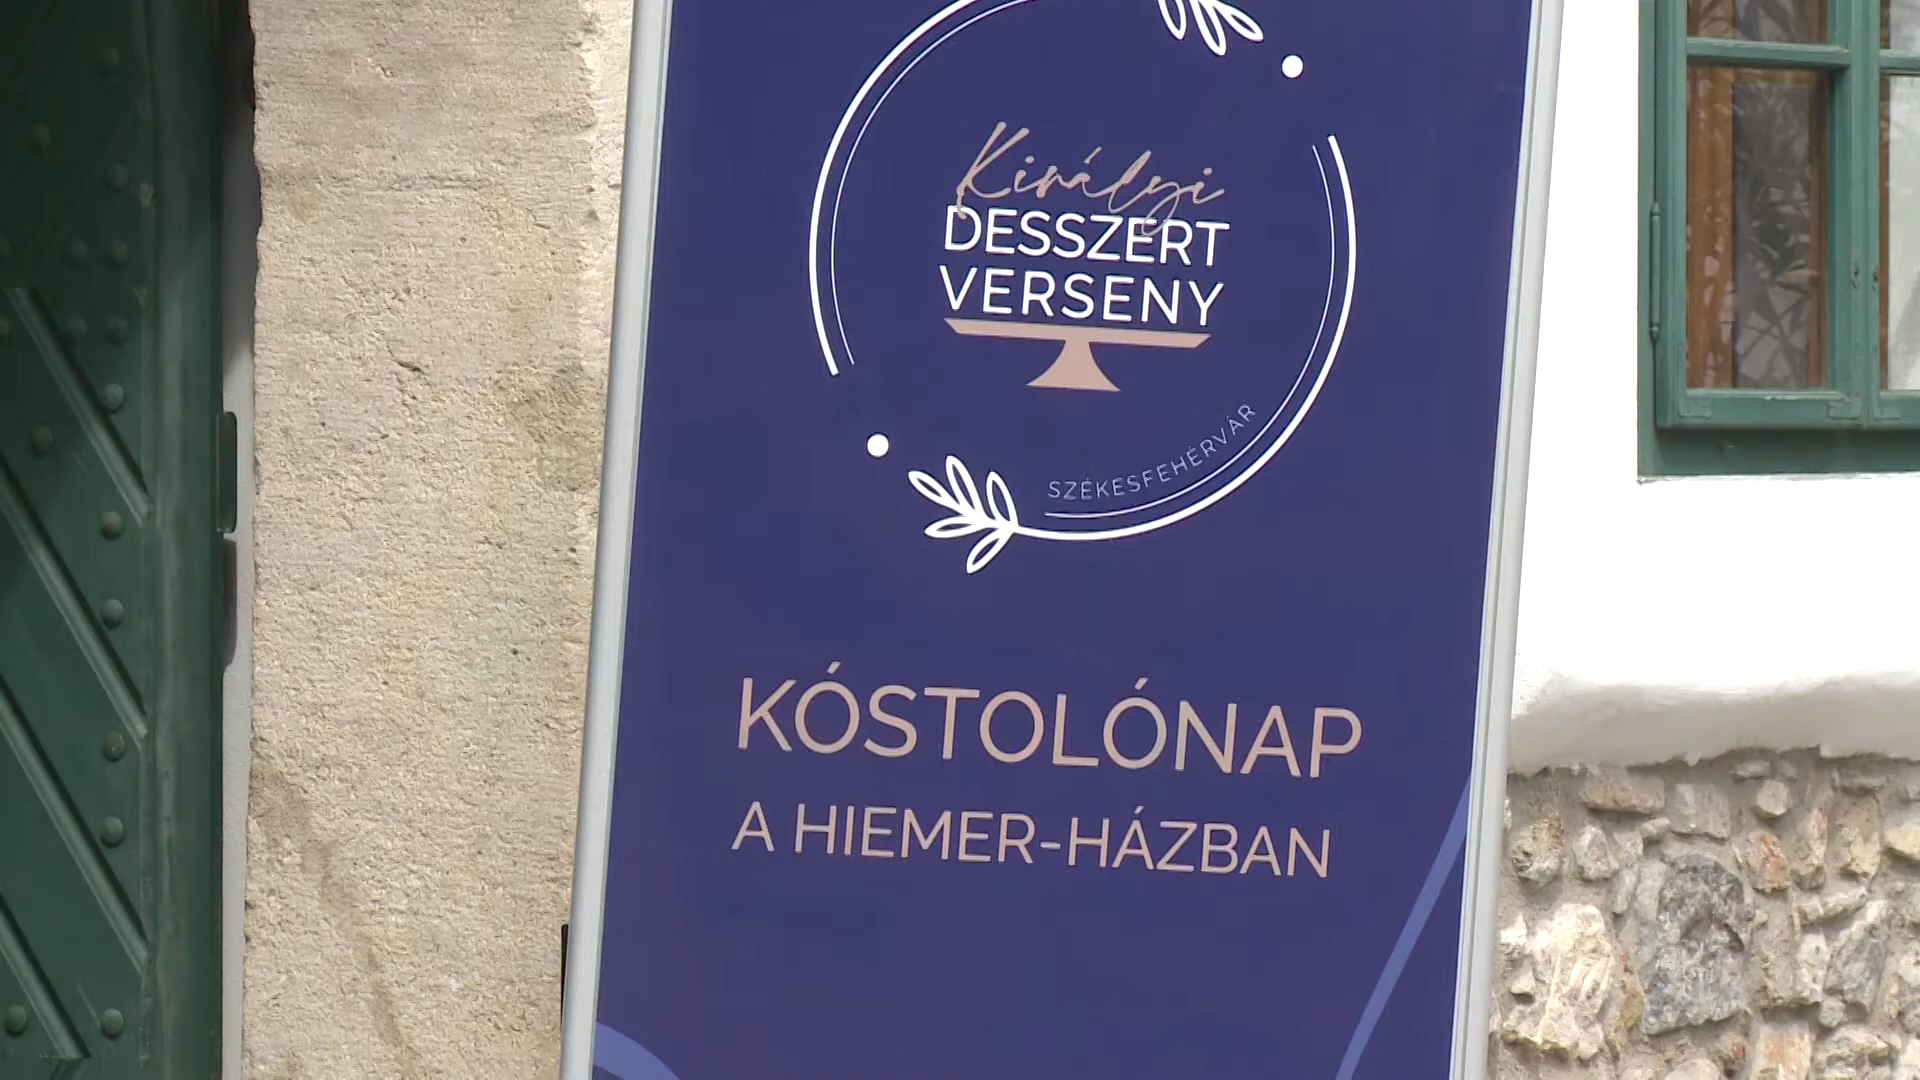 Királyi
DESSZERT
VERSENY
SZÉKESFEHÉRVÁR
KÓSTOLÓNAP
A HIEMER-HÁZBAN